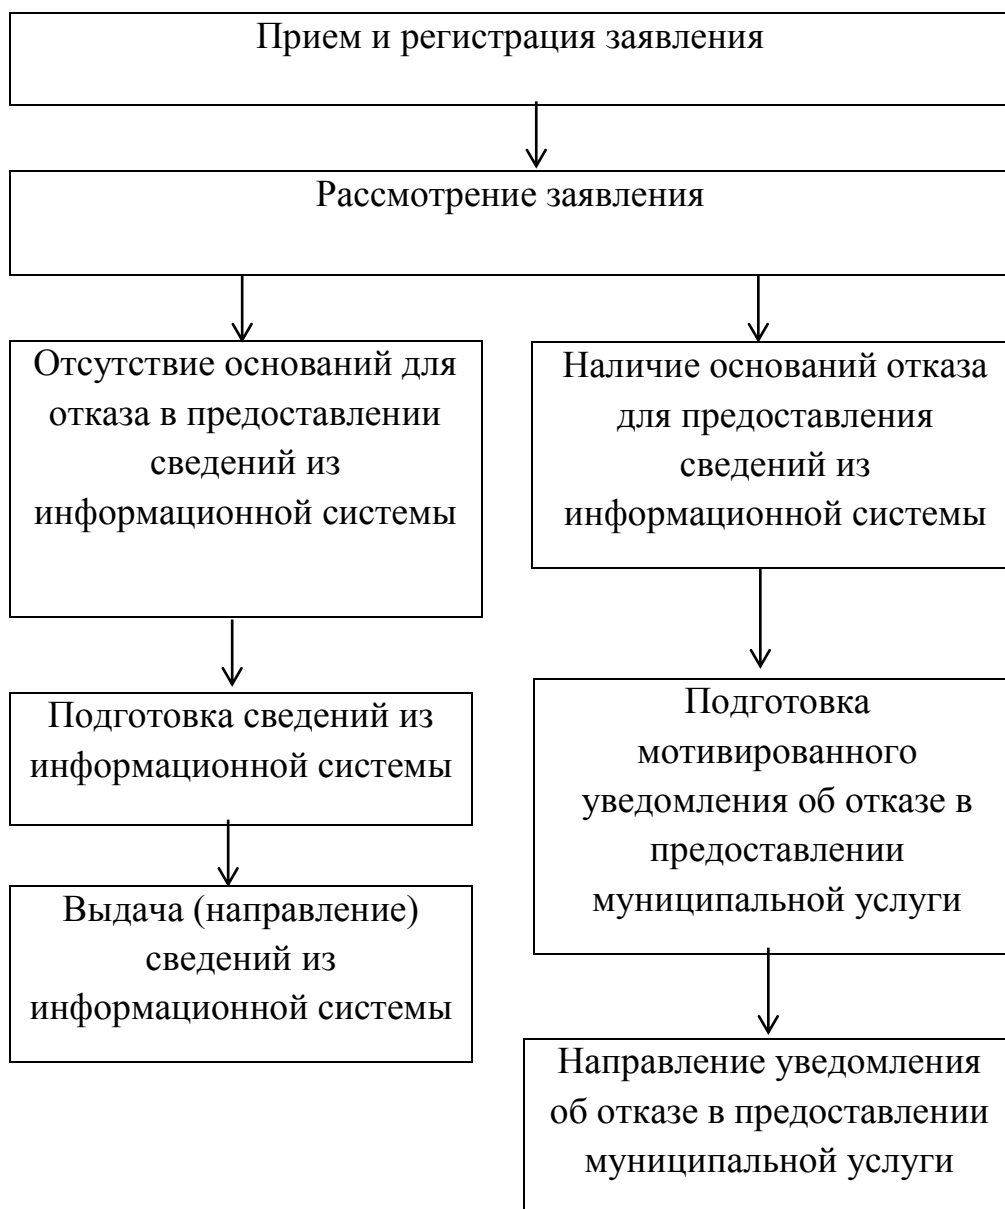 Прием и регистрация заявления
Рассмотрение заявления
Отсутствие оснований для
отказа в предоставлении
сведений из
информационной системы
Наличие оснований отказа
для предоставления
сведений из
информационной системы
Подготовка сведений из
информационной системы
Подготовка
мотивированного
уведомления об отказе в
предоставлении
муниципальной услуги
Выдача (направление)
сведений из
информационной системы
Направление уведомления
об отказе в предоставлении
муниципальной услуги